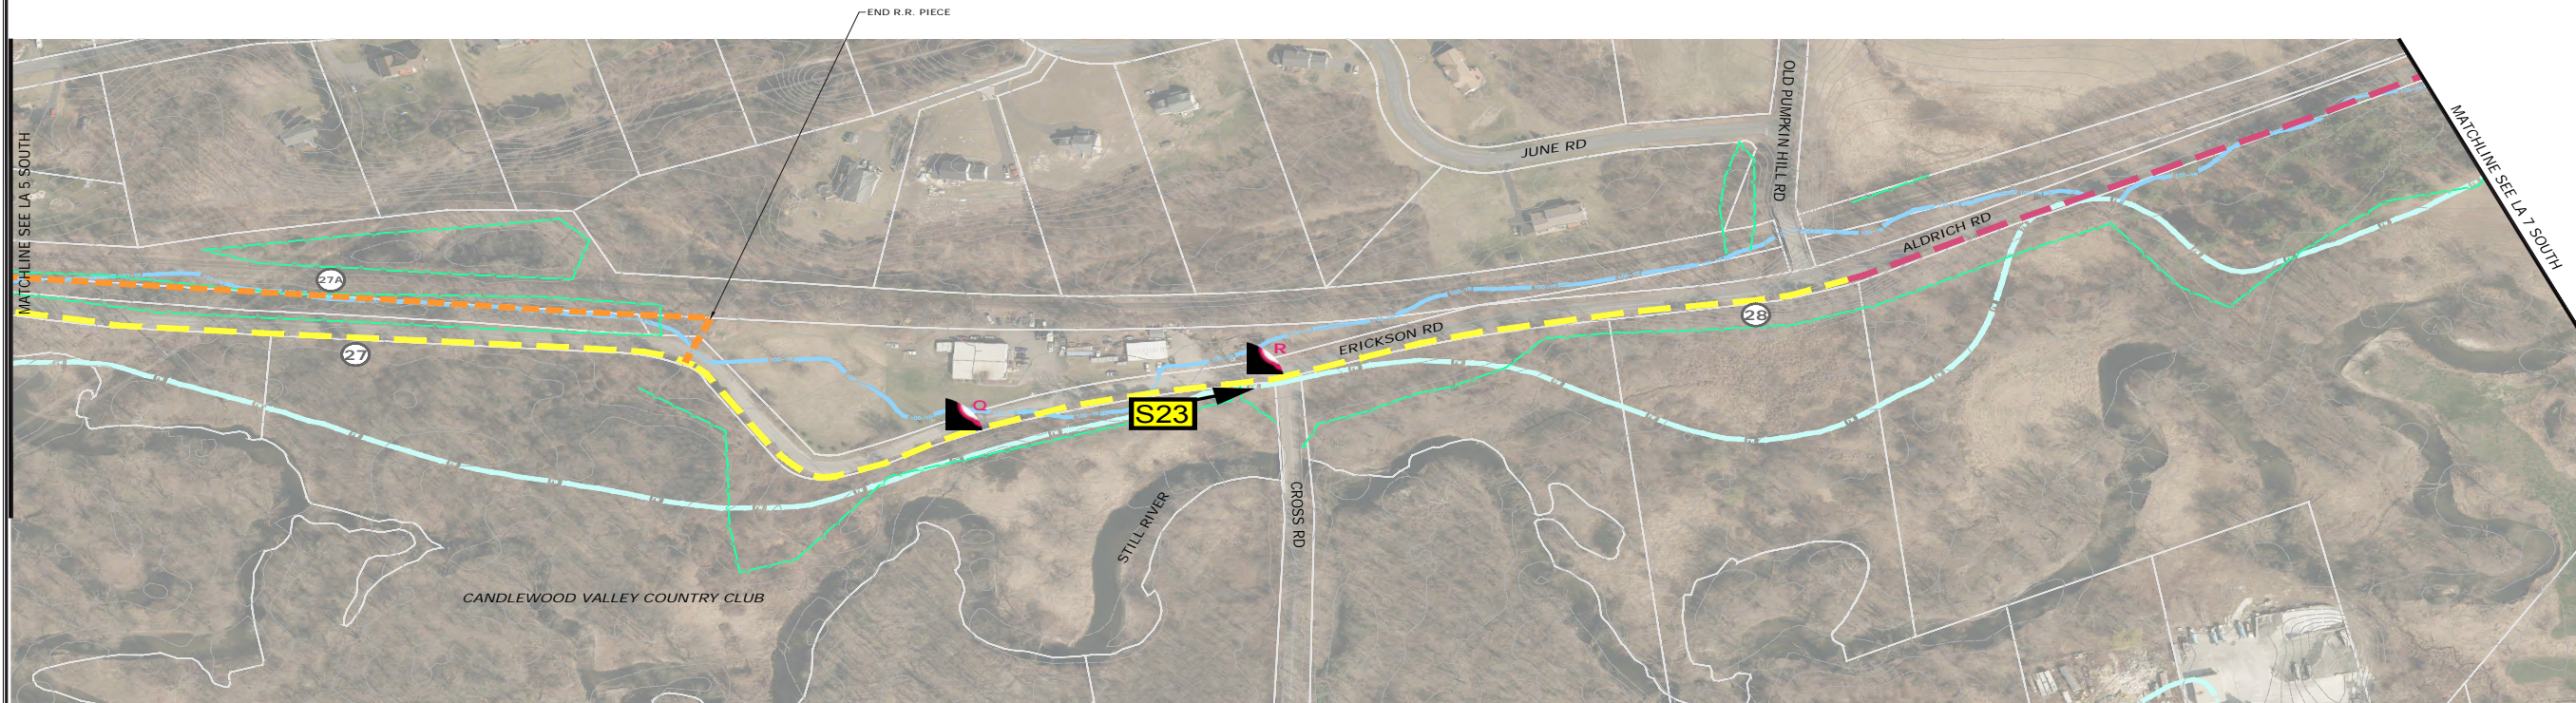 END R.R. PIECE
MATCHLINE SEE LA 5 SOUTH
OLD PUMPKIN HILL RD
JUNE RD
MATCHLINE SEE LA 7 SOUTH
ALDRICH RD
27A
28
27
ERICKSON RD
R
Q
S23
STILL RIVER
CROSS RD
CANDLEWOOD VALLEY COUNTRY CLUB